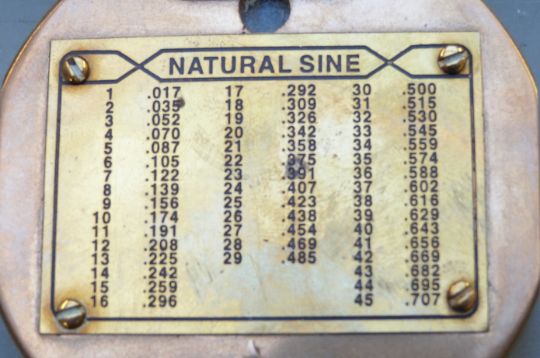 NATURAL SINE
1 .017 17 .292 30 .500
2 .035 18 .309 31 .515
3 .052 19 .326 32 .530
4 .070 20 .342 33 .545
5 .087 21 .358 34 .559
6 .105 22 .375 35 .574
7 .122 23 .391 36 .588
8 .139 24 .407 37 .602
9 .156 25 .423 38 .616
10 .174 26 .438 39 .629
11 .191 27 .454 40 .643
12 .208 28 .469 41 .656
13 .225 29 .485 42 .669
14 .242 43 .682
15 .259 44 .695
16 .296 45 .707